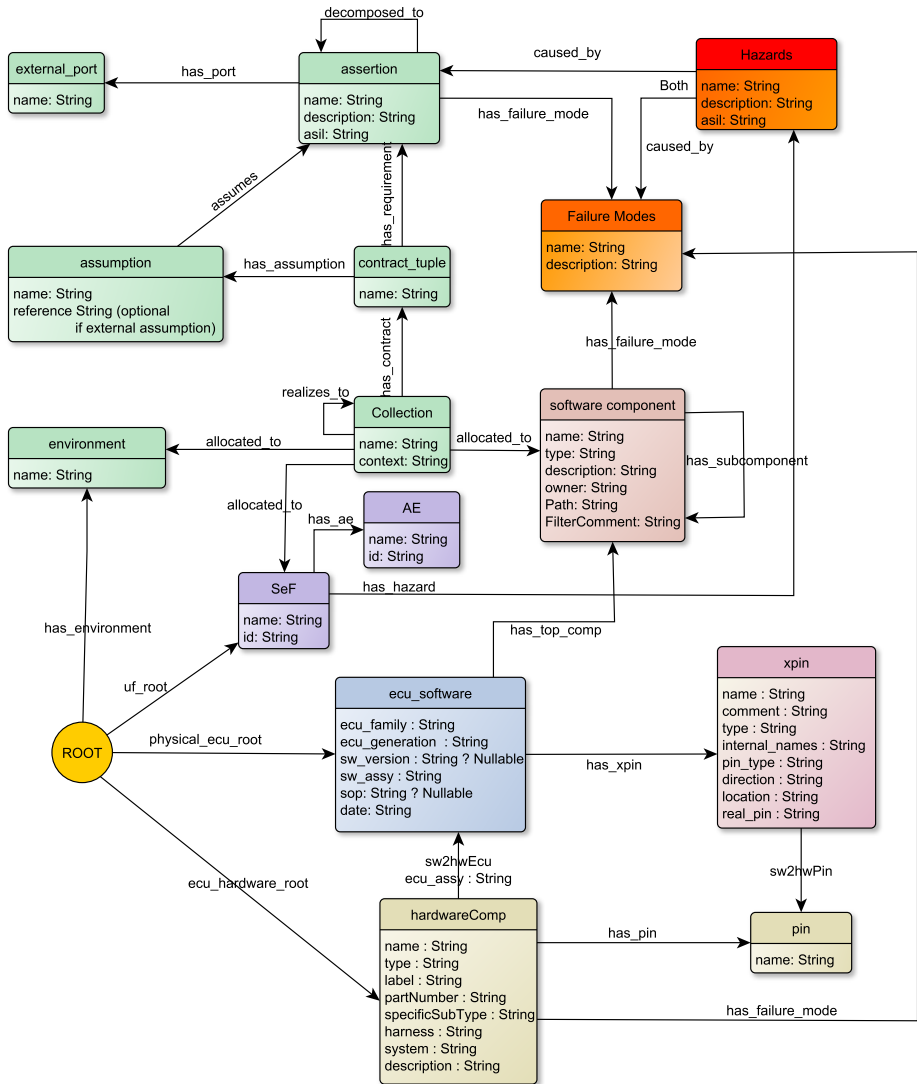 decomposed_to
external_port
name: String
has_port
assertion
name: String
description: String
asil: String
caused_by
Hazards
name: String
description: String
asil: String
Both
has_failure_mode
caused_by
assumes
has_requirement
Failure Modes
name: String
description: String
assumption
name: String
reference String (optional
if external assumption)
has_assumption
contract_tuple
name: String
has_contract
has_failure_mode
realizes_to
Collection
name: String
context: String
environment
name: String
allocated_to
allocated_to
software component
name: String
type: String
description: String
owner: String
Path: String
FilterComment: String
has_subcomponent
allocated_to
has_ae
AE
name: String
id: String
SeF
name: String
id: String
has_hazard
has_environment
has_top_comp
uf_root
ROOT
physical_ecu_root
ecu_software
ecu_family : String
ecu_generation : String
sw_version : String ? Nullable
sw_assy : String
sop: String ? Nullable
date: String
has_xpin
xpin
name : String
comment : String
type : String
internal_names : String
pin_type : String
direction : String
location : String
real_pin : String
sw2hwEcu
ecu_assy : String
sw2hwPin
ecu_hardware_root
hardwareComp
name : String
type : String
label : String
partNumber : String
specificSubType : String
harness : String
system : String
description : String
has_pin
pin
name: String
has_failure_mode